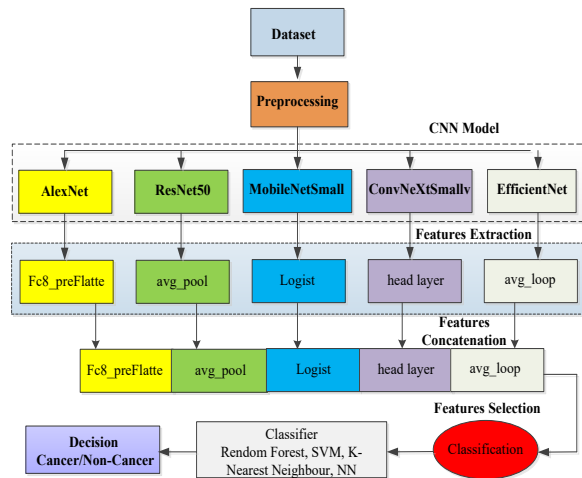 Dataset
Preprocessing
CNN Model
AlexNet
ResNet50
MobileNetSmall
ConvNeXtSmallv
EfficientNet
Features Extraction
Fc8_preFlatte
avg_pool
Logist
head layer
avg_loop
Features
Concatenation
Fc8_preFlatte
avg_pool
Logist
head layer
avg_loop
Features Selection
Classification
Classifier
Rendom Forest, SVM, K-
Nearest Neighbour, NN
Decision
Cancer/Non-Cancer